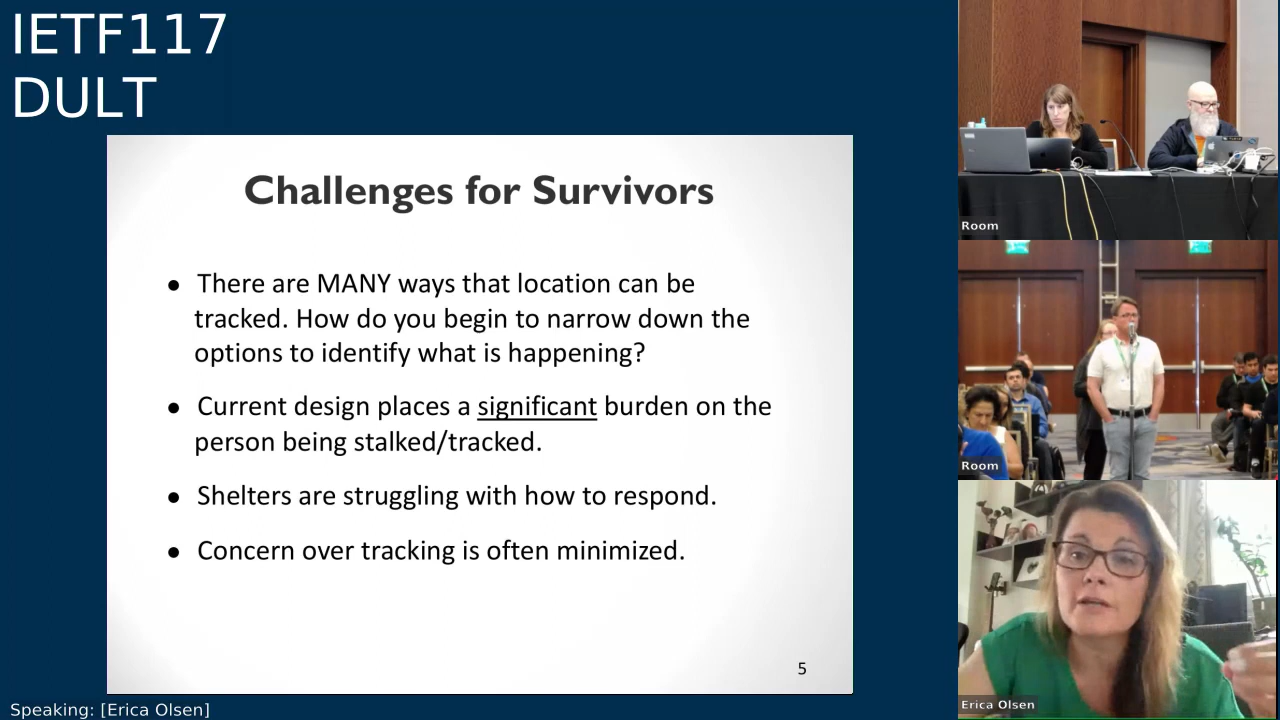 IETF117
DULT
Challenges for Survivors
● There are MANY ways that location can be
tracked. How do you begin to narrow down the
options to identify what is happening?
● Current design places a significant burden on the
person being stalked/tracked.
● Shelters are struggling with how to respond.
● Concern over tracking is often minimized.
5
Speaking: [Erica Olsen]
Room
Room
Erica Olsen